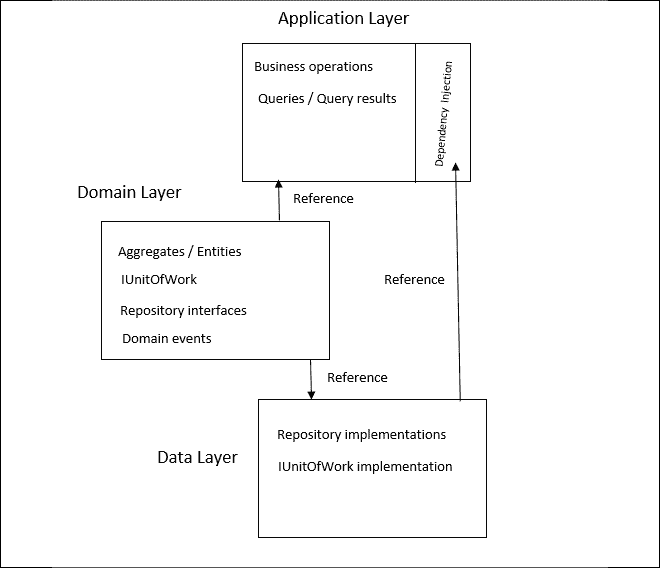 Application Layer
Business operations
Queries / Query results
Dependency Injection
Reference
Domain Layer
Aggregates / Entities
IUnitOfWork
Repository interfaces
Domain events
Reference
Reference
Data Layer
Repository implementations
IUnitOfWork implementation